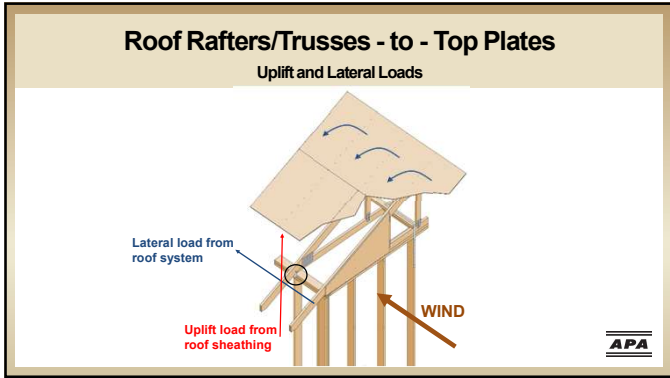 Roof Rafters/Trusses - to - Top Plates
Uplift and Lateral Loads
Lateral load from
roof system
WIND
Uplift load from
roof sheathing
APA